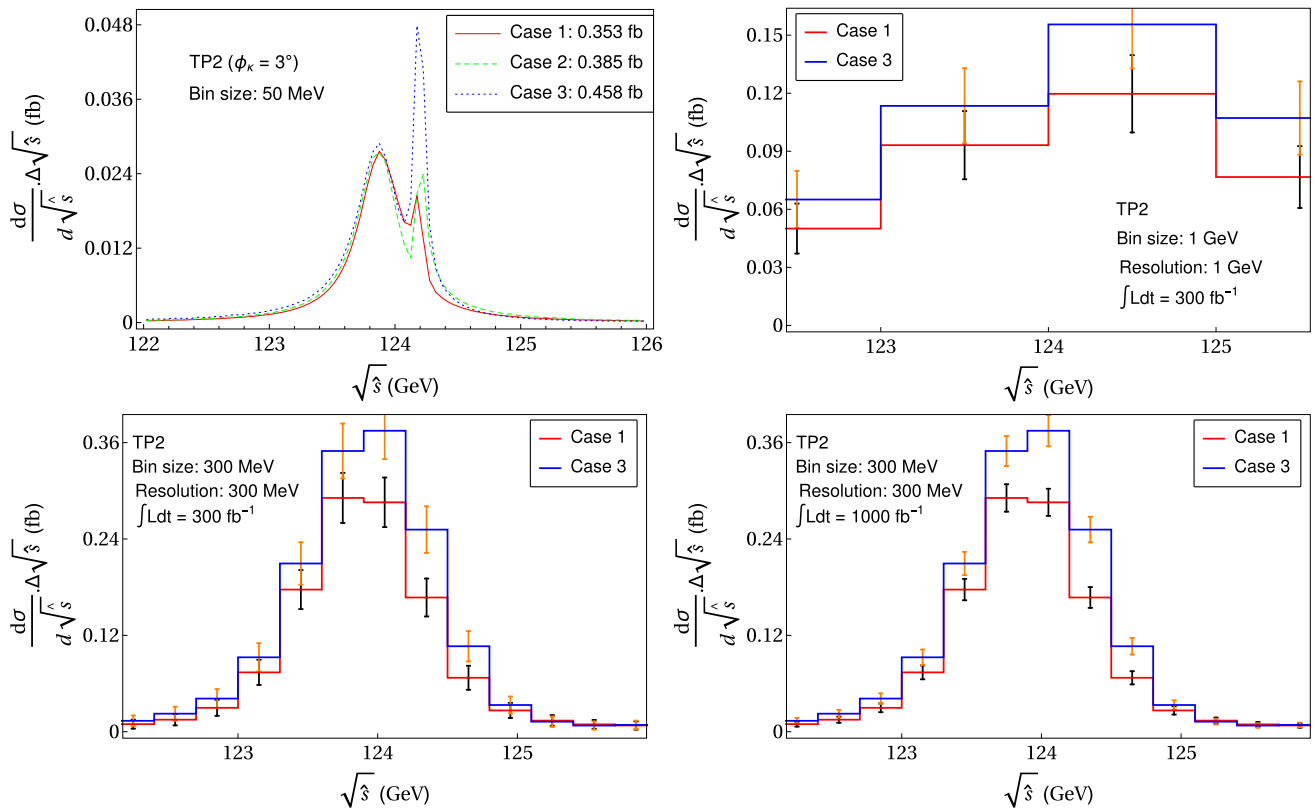 0.048
0.036
0.024
0.012
0
dσ/d√ŝ .Δ√ŝ (fb)
TP2 (ϕκ = 3°)
Bin size: 50 MeV
Case 1: 0.353 fb
Case 2: 0.385 fb
Case 3: 0.458 fb
122 123 124 125 126
√ŝ (GeV)
0.15
0.12
0.09
0.06
0.03
0
dσ/d√ŝ .Δ√ŝ (fb)
Case 1
Case 3
TP2
Bin size: 1 GeV
Resolution: 1 GeV
∫Ldt = 300 fb⁻¹
123 124 125
√ŝ (GeV)
0.36
0.24
0.12
0
dσ/d√ŝ .Δ√ŝ (fb)
TP2
Bin size: 300 MeV
Resolution: 300 MeV
∫Ldt = 300 fb⁻¹
Case 1
Case 3
123 124 125
√ŝ (GeV)
0.36
0.24
0.12
0
dσ/d√ŝ .Δ√ŝ (fb)
TP2
Bin size: 300 MeV
Resolution: 300 MeV
∫Ldt = 1000 fb⁻¹
Case 1
Case 3
123 124 125
√ŝ (GeV)